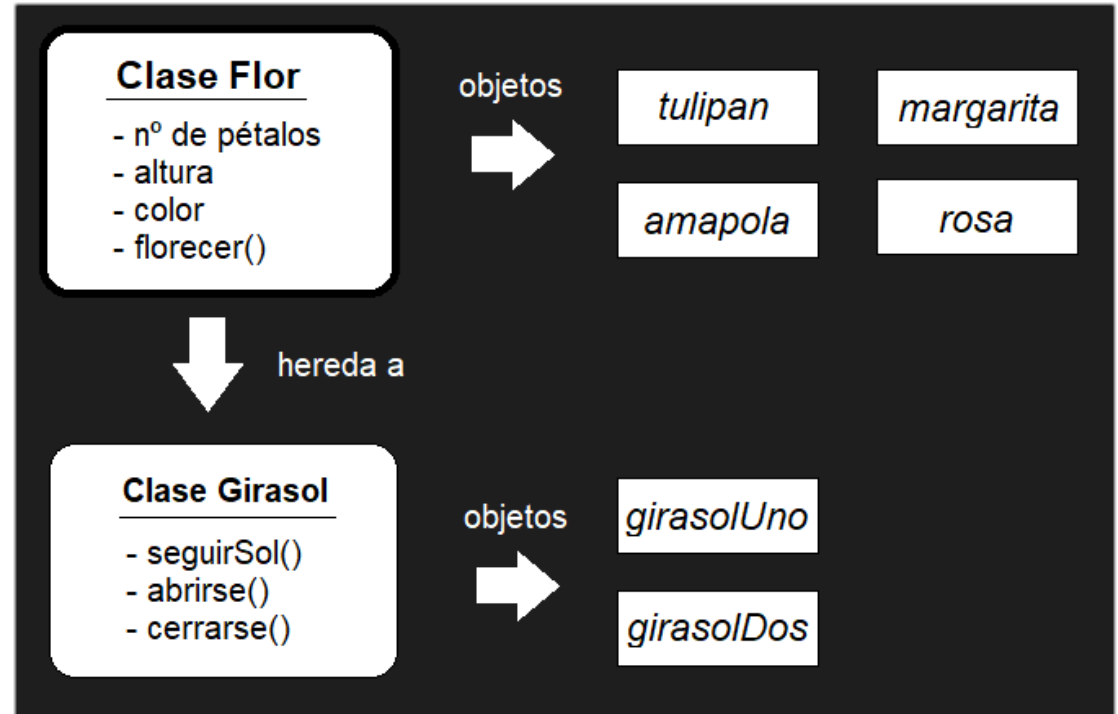 Clase Flor
- nº de pétalos
- altura
- color
- florecer()
objetos
tulipan
margarita
amapola
rosa
hereda a
Clase Girasol
- seguirSol()
- abrirse()
- cerrarse()
objetos
girasolUno
girasolDos